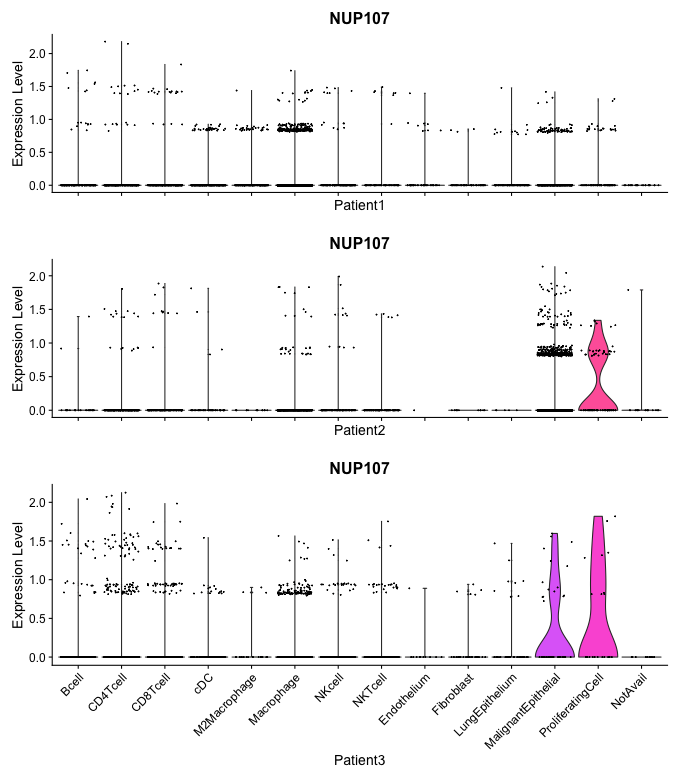 NUP107
Expression Level
2.0
1.5
1.0
0.5
0.0
Patient1
NUP107
Expression Level
2.0
1.5
1.0
0.5
0.0
Patient2
NUP107
Expression Level
2.0
1.5
1.0
0.5
0.0
Bcell
CD4Tcell
CD8Tcell
cDC
M2Macrophage
Macrophage
NKcell
NKTcell
Endothelium
Fibroblast
LungEpithelium
MalignantEpithelial
ProliferatingCell
NotAvail
Patient3